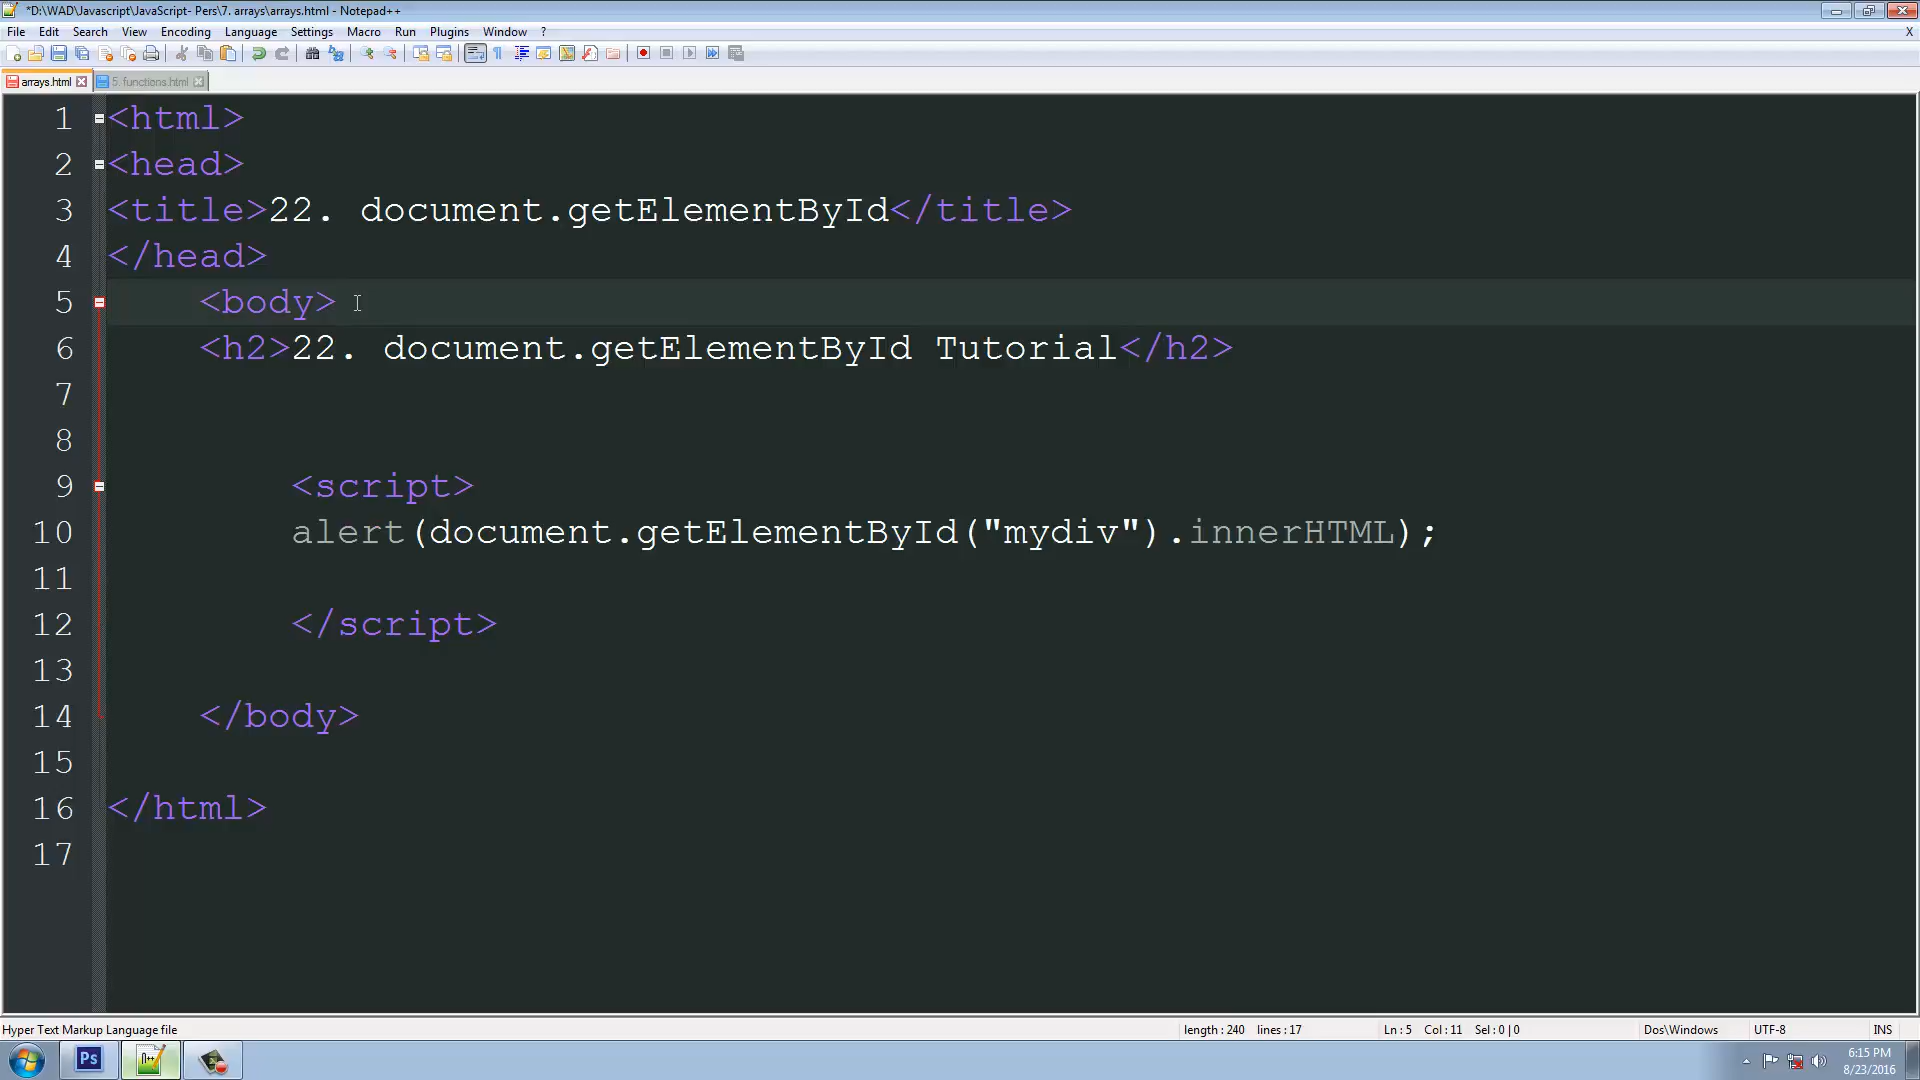 *D:\WAD\Javascript\JavaScript- Pers\7. arrays\arrays.html - Notepad++
File Edit Search View Encoding Language Settings Macro Run Plugins Window ? X
arrays.html 5. functions.html
1 <html>
2 <head>
3 <title>22. document.getElementById</title>
4 </head>
5 <body>
6 <h2>22. document.getElementById Tutorial</h2>
7
8
9 <script>
10 alert(document.getElementById("mydiv").innerHTML);
11
12 </script>
13
14 </body>
15
16 </html>
17
Hyper Text Markup Language file length : 240 lines : 17 Ln : 5 Col : 11 Sel : 0 | 0 Dos\Windows UTF-8 INS
Ps
6:15 PM
8/23/2016